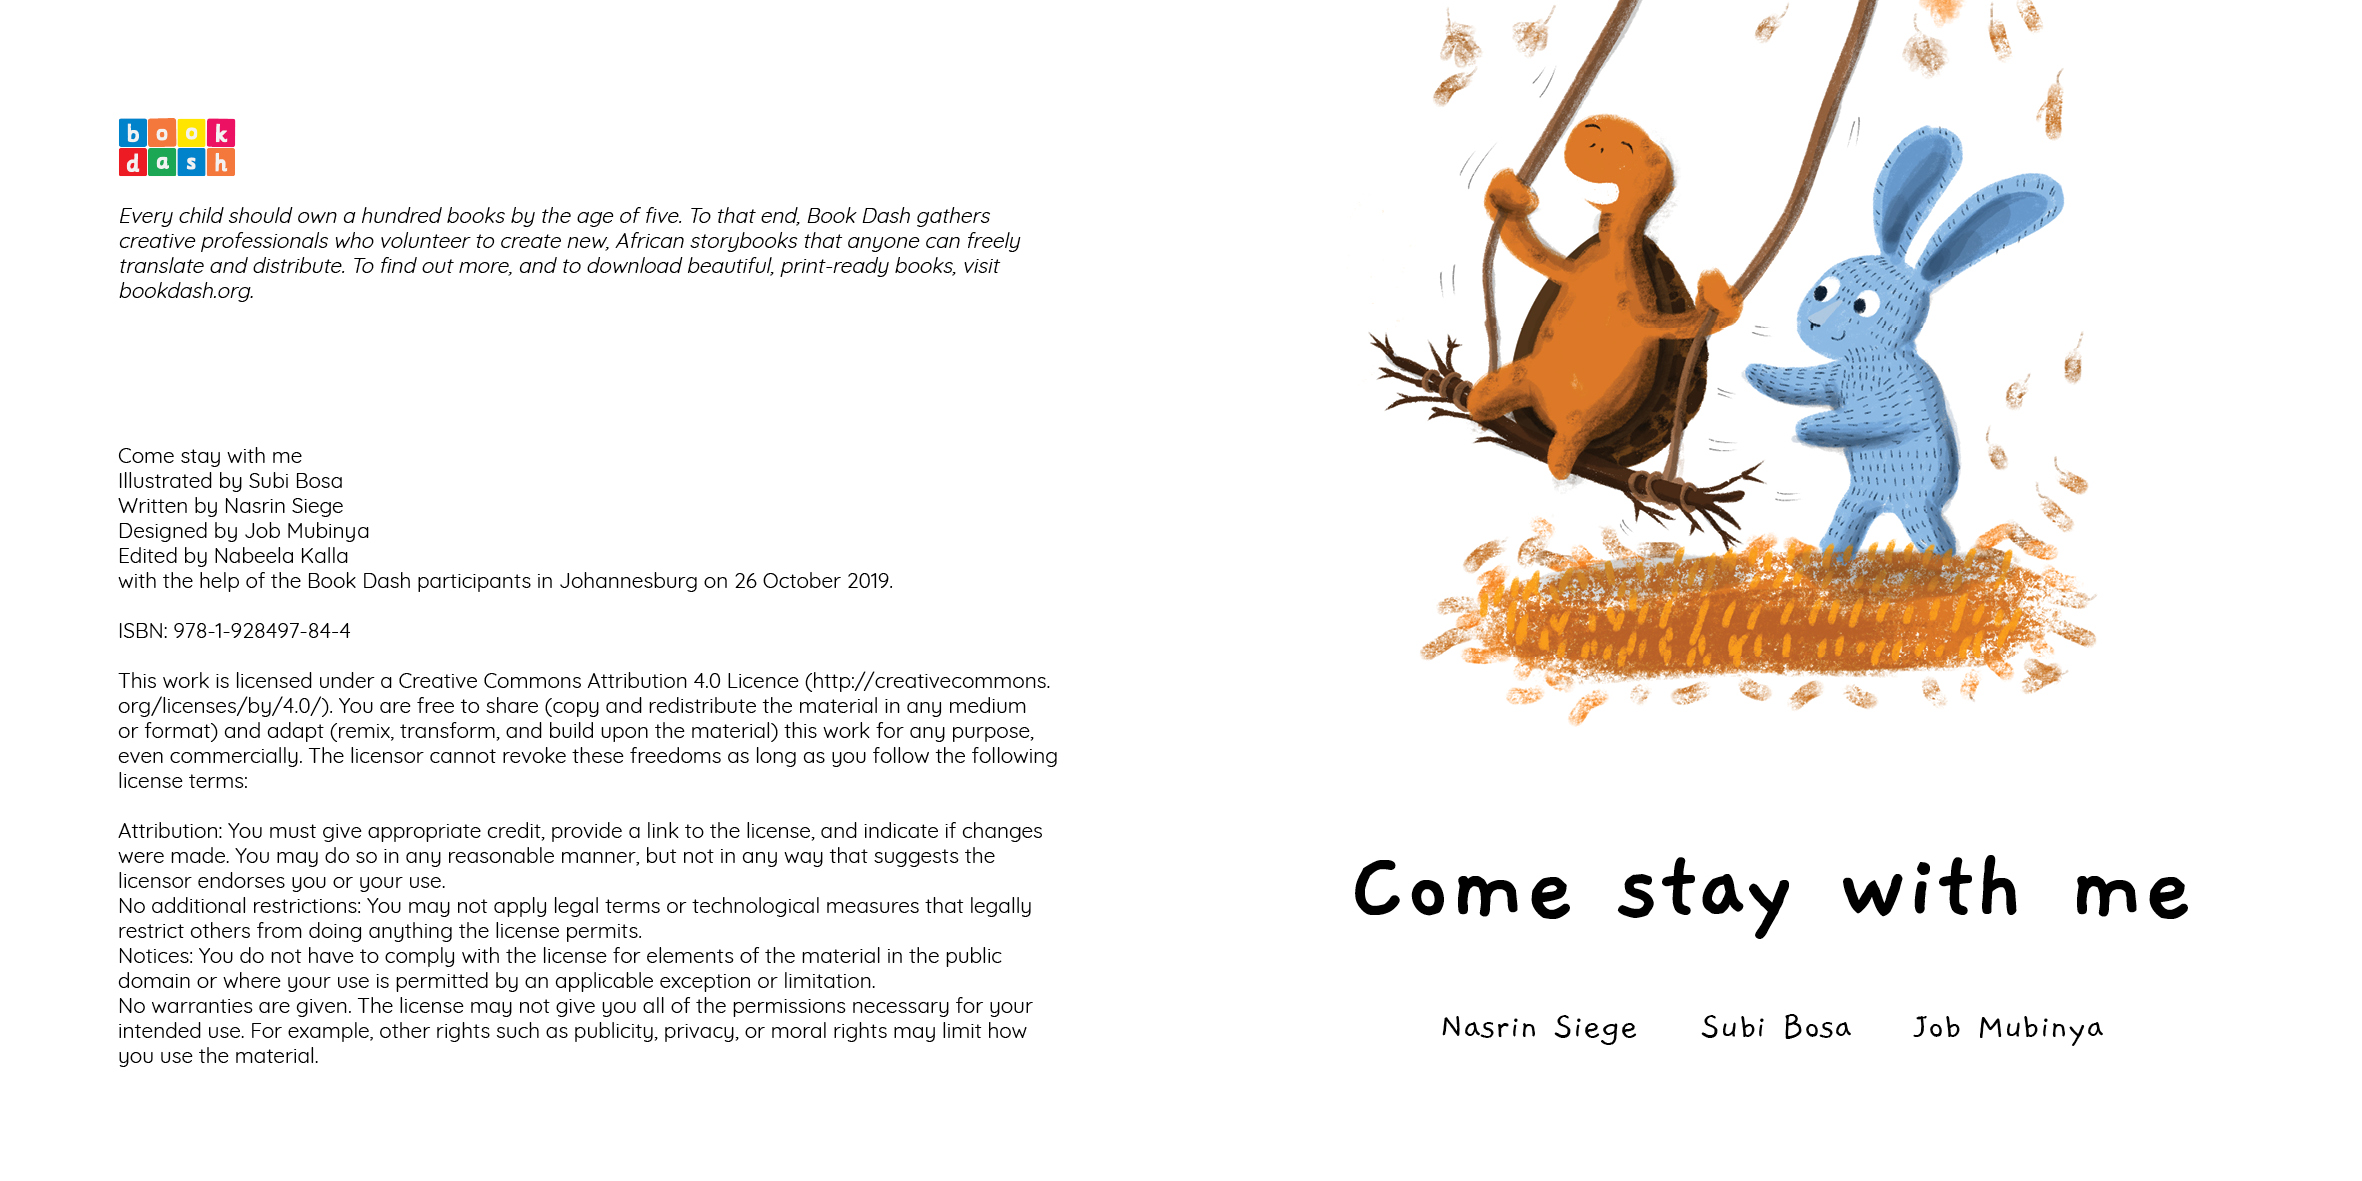 book
dash
Every child should own a hundred books by the age of five. To that end, Book Dash gathers
creative professionals who volunteer to create new, African storybooks that anyone can freely
translate and distribute. To find out more, and to download beautiful, print-ready books, visit
bookdash.org.
Come stay with me
Illustrated by Subi Bosa
Written by Nasrin Siege
Designed by Job Mubinya
Edited by Nabeela Kalla
with the help of the Book Dash participants in Johannesburg on 26 October 2019.
ISBN: 978-1-928497-84-4
This work is licensed under a Creative Commons Attribution 4.0 Licence (http://creativecommons.
org/licenses/by/4.0/). You are free to share (copy and redistribute the material in any medium
or format) and adapt (remix, transform, and build upon the material) this work for any purpose,
even commercially. The licensor cannot revoke these freedoms as long as you follow the following
license terms:
Attribution: You must give appropriate credit, provide a link to the license, and indicate if changes
were made. You may do so in any reasonable manner, but not in any way that suggests the
licensor endorses you or your use.
No additional restrictions: You may not apply legal terms or technological measures that legally
restrict others from doing anything the license permits.
Notices: You do not have to comply with the license for elements of the material in the public
domain or where your use is permitted by an applicable exception or limitation.
No warranties are given. The license may not give you all of the permissions necessary for your
intended use. For example, other rights such as publicity, privacy, or moral rights may limit how
you use the material.
Come stay with me
Nasrin Siege Subi Bosa Job Mubinya